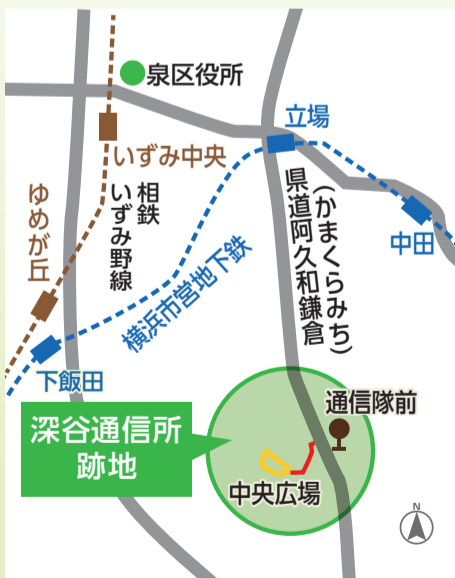 泉区役所
立場
いずみ中央
相鉄
いずみ野線
ゆめが丘
(かまくらみち)
県道阿久和鎌倉
中田
横浜市営地下鉄
下飯田
通信隊前
深谷通信所
跡地
中央広場
N